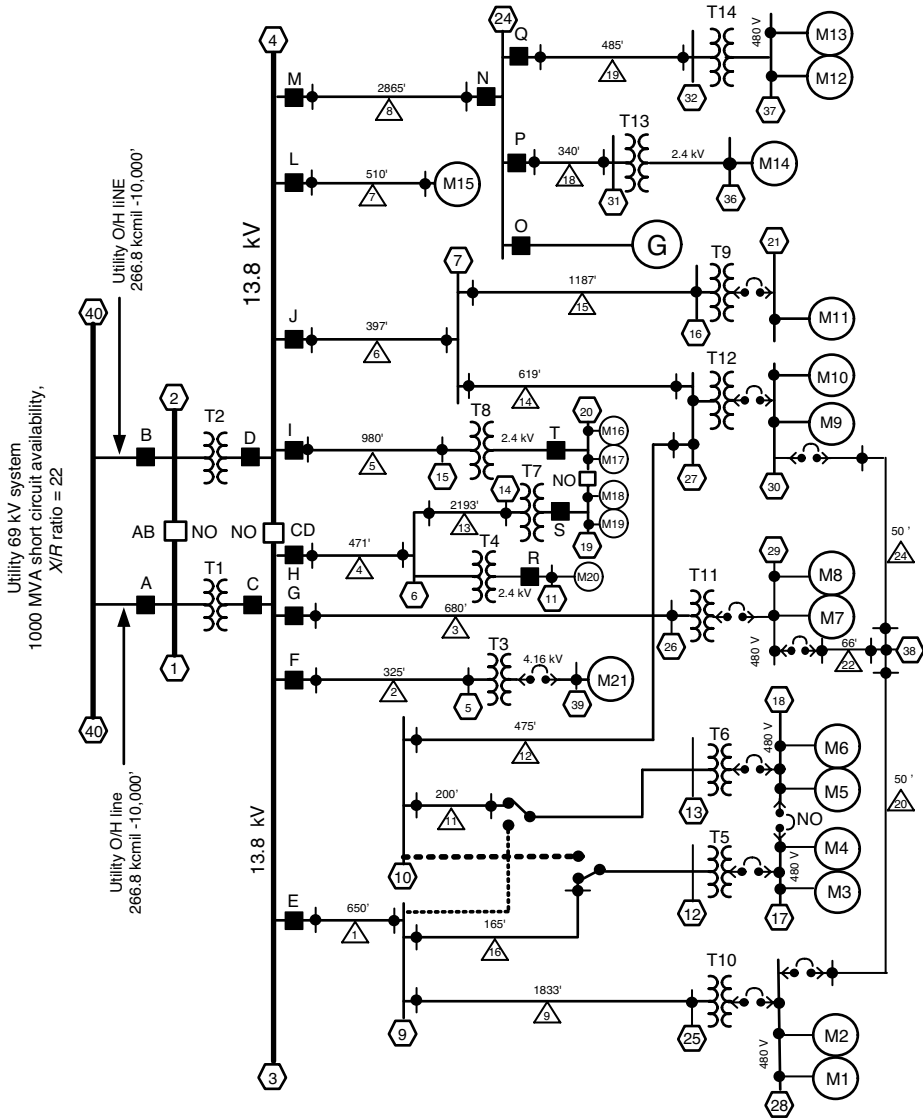 24
T14
Q
485'
19
32
480 V
M13
M12
37
4
M
2865'
8
N
T13
P
340'
18
31
2.4 kV
M14
36
L
510'
7
M15
O
G
Utility O/H liNE
266.8 kcmil -10,000'
13.8 kV
7
1187'
15
16
T9
21
M11
40
J
397'
6
619'
14
T12
M10
M9
27
30
2
B
T2
D
I
980'
5
15
T8
2.4 kV
T
20
M16
M17
NO
M18
M19
19
Utility 69 kV system
1000 MVA short circuit availability,
X/R ratio = 22
AB
NO
NO
CD
2193'
13
14
T7
S
471'
4
H
6
T4
R
2.4 kV
11
M20
50 '
24
29
A
T1
C
G
680'
3
26
T11
M8
M7
480 V
66'
22
38
1
F
325'
2
5
T3
4.16 kV
39
M21
40
475'
12
18
T6
480 V
M6
M5
13
200'
11
NO
50 '
20
Utility O/H line
266.8 kcmil -10,000'
13.8 kV
10
T5
480 V
M4
M3
12
17
E
650'
1
165'
16
T10
1833'
9
9
25
480 V
M2
M1
28
3